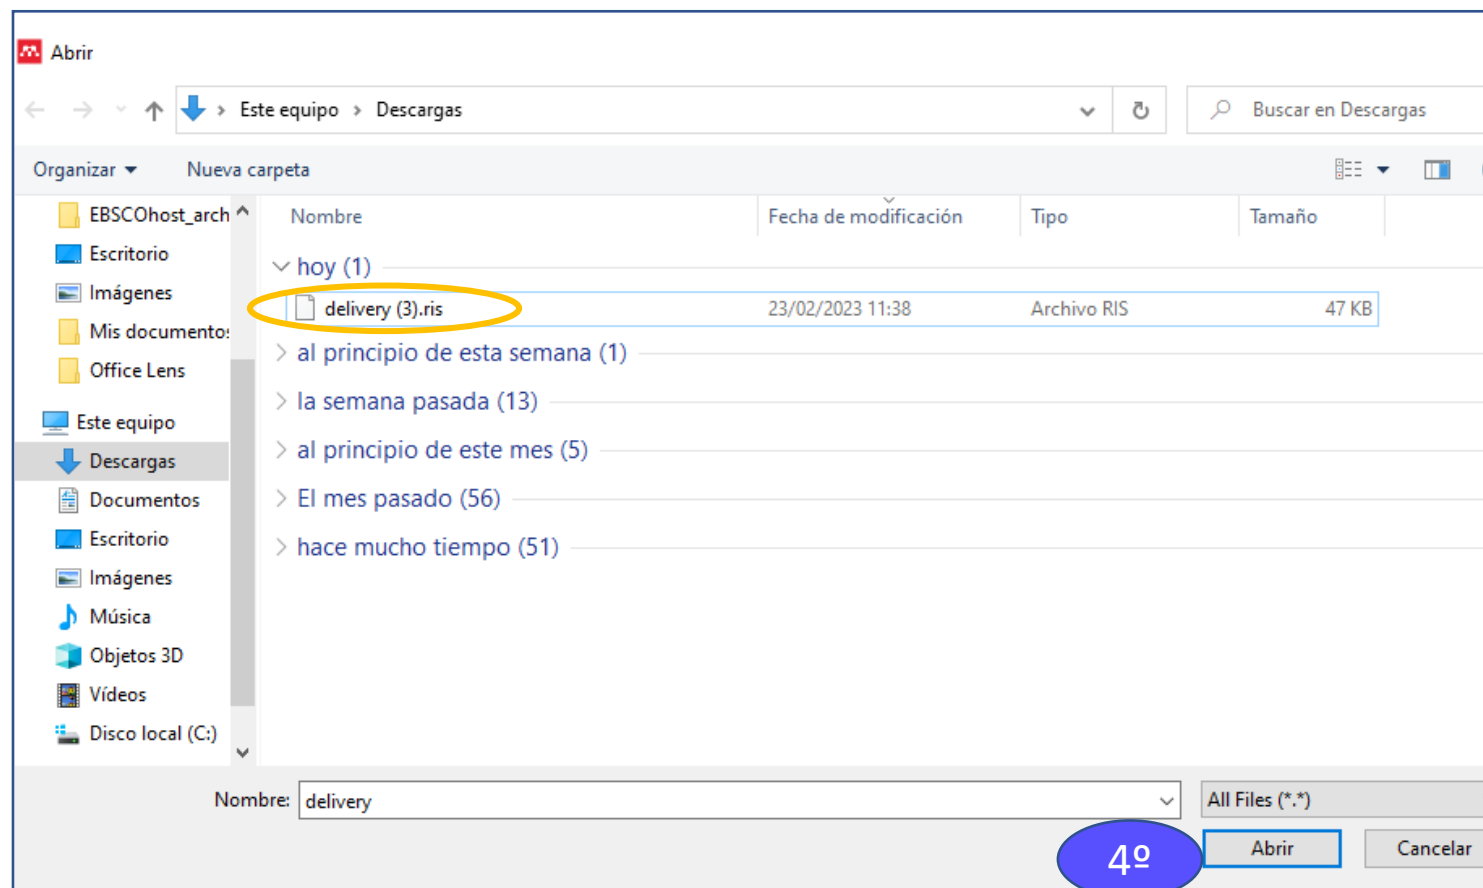 Abrir
Este equipo > Descargas
Buscar en Descargas
Organizar
Nueva carpeta
EBSCOhost_arch
Escritorio
Imágenes
Mis documentos
Office Lens
Este equipo
Descargas
Documentos
Escritorio
Imágenes
Música
Objetos 3D
Vídeos
Disco local (C:)
Nombre Fecha de modificación Tipo Tamaño
hoy (1)
delivery (3).ris 23/02/2023 11:38 Archivo RIS 47 KB
al principio de esta semana (1)
la semana pasada (13)
al principio de este mes (5)
El mes pasado (56)
hace mucho tiempo (51)
Nombre: delivery
All Files (*.*)
4º
Abrir
Cancelar